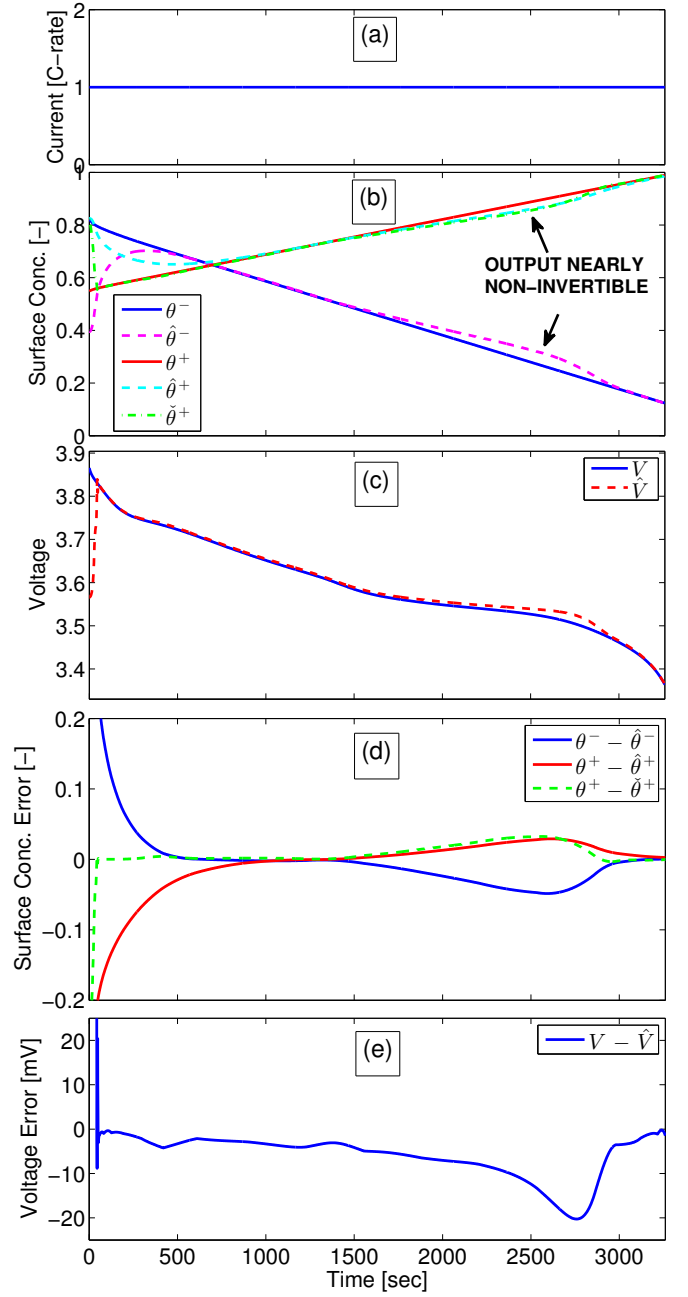 (a)
Current [C−rate]
2
1
0
(b)
Surface Conc. [−]
1
0.8
0.6
0.4
0.2
0
OUTPUT NEARLY
NON−INVERTIBLE
θ⁻
θ̂⁻
θ⁺
θ̂⁺
θ̌⁺
(c)
Voltage
3.9
3.8
3.7
3.6
3.5
3.4
V
V̂
(d)
Surface Conc. Error [−]
0.2
0.1
0
−0.1
−0.2
θ⁻ − θ̂⁻
θ⁺ − θ̂⁺
θ⁺ − θ̌⁺
(e)
Voltage Error [mV]
20
10
0
−10
−20
V − V̂
0 500 1000 1500 2000 2500 3000
Time [sec]